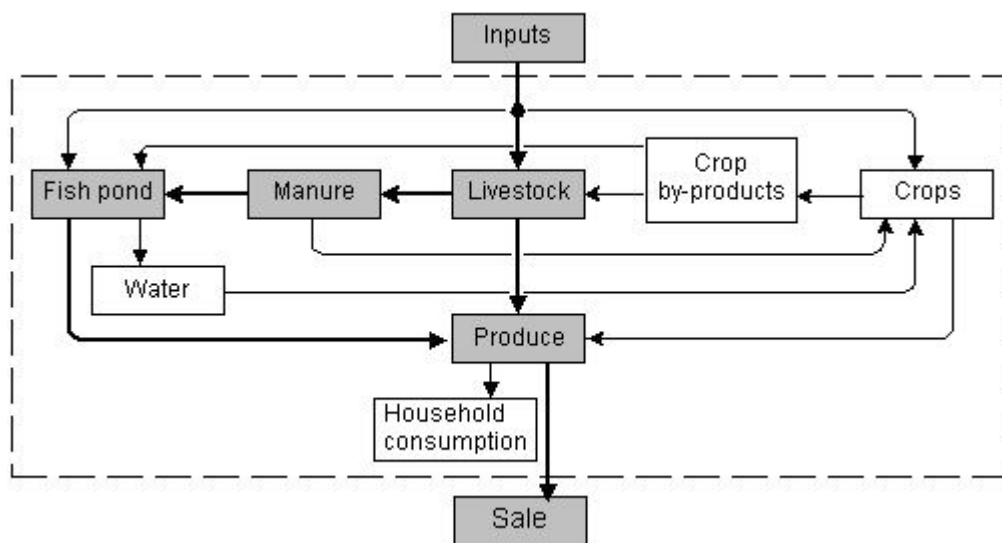 Inputs
Fish pond
Manure
Livestock
Crop
by-products
Crops
Water
Produce
Household
consumption
Sale